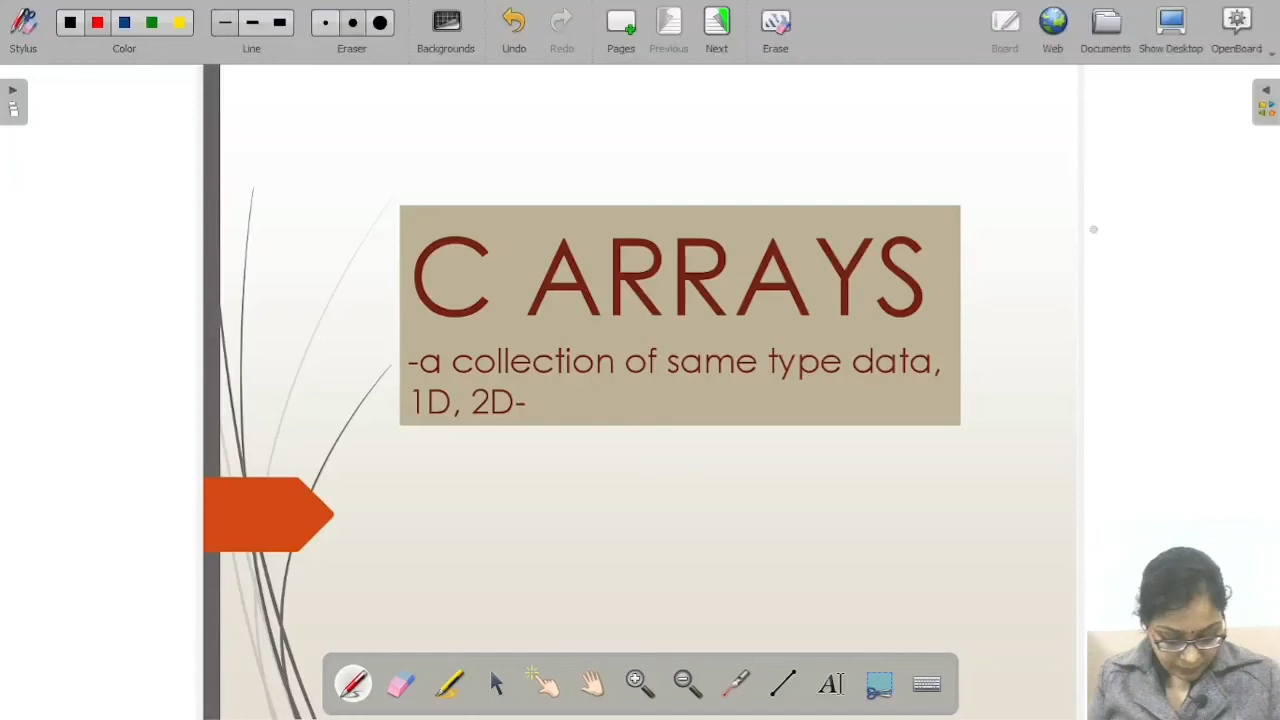 Stylus
Color
Line
Eraser
Backgrounds
Undo
Redo
Pages
Previous
Next
Erase
Board
Web
Documents
Show Desktop
OpenBoard
C ARRAYS
-a collection of same type data,
1D, 2D-
AI